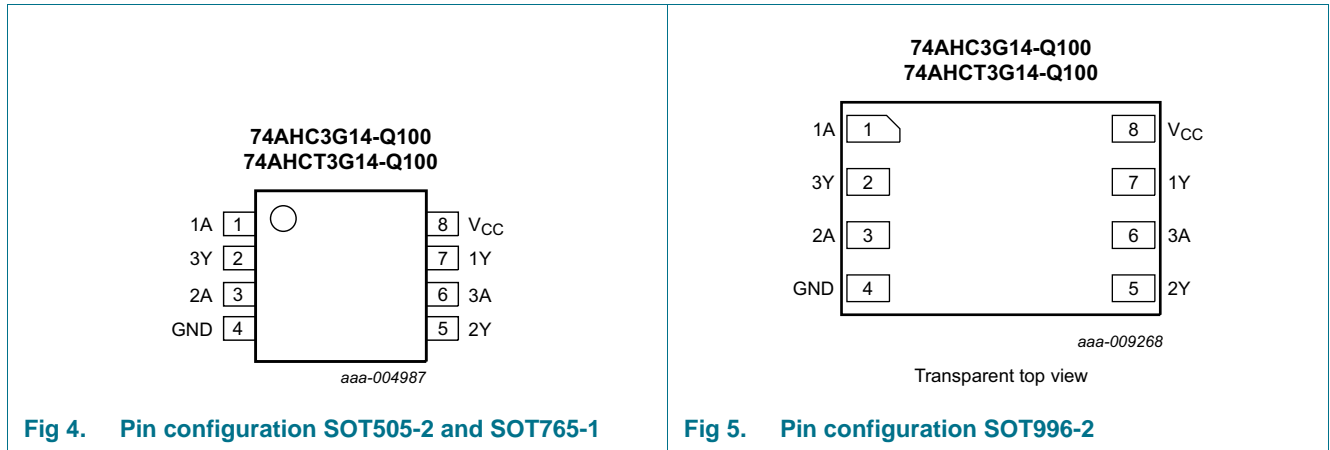 74AHC3G14-Q100
74AHCT3G14-Q100
1A 1 8 VCC
3Y 2 7 1Y
2A 3 6 3A
GND 4 5 2Y
aaa-004987
Fig 4. Pin configuration SOT505-2 and SOT765-1
74AHC3G14-Q100
74AHCT3G14-Q100
1A 1 8 VCC
3Y 2 7 1Y
2A 3 6 3A
GND 4 5 2Y
aaa-009268
Transparent top view
Fig 5. Pin configuration SOT996-2